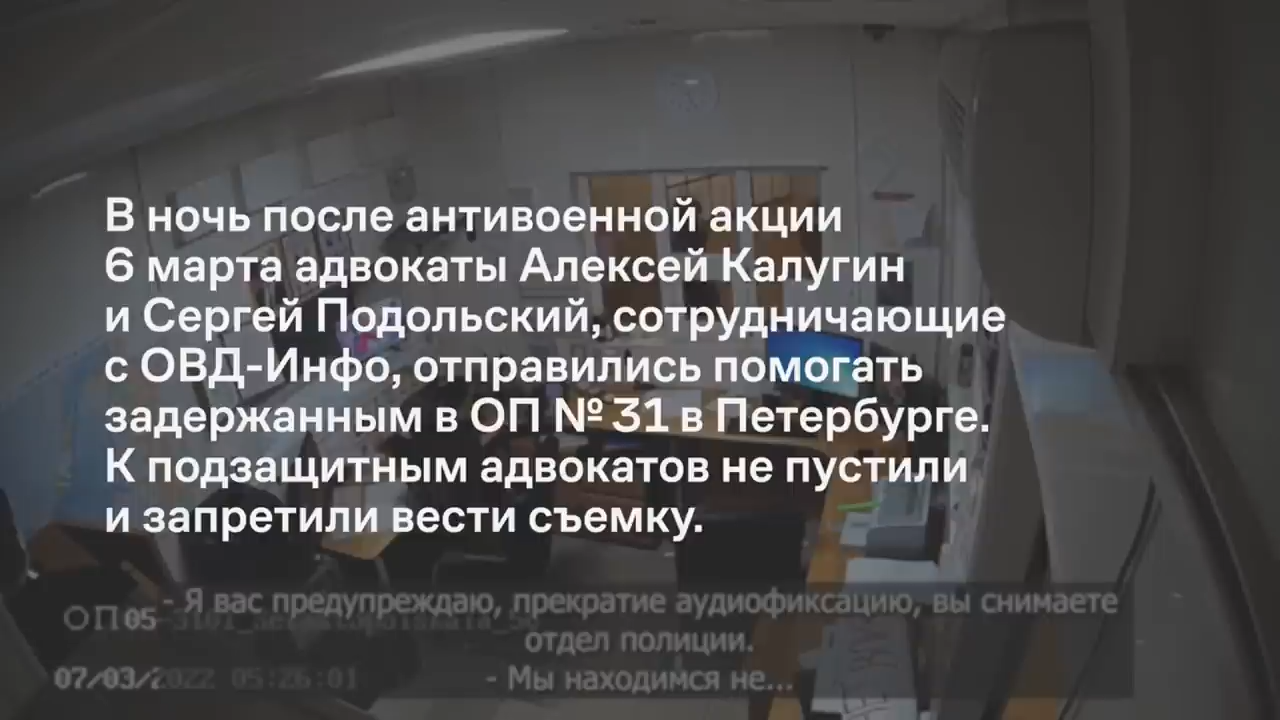 В ночь после антивоенной акции
6 марта адвокаты Алексей Калугин
и Сергей Подольский, сотрудничающие
с ОВД-Инфо, отправились помогать
задержанным в ОП № 31 в Петербурге.
К подзащитным адвокатов не пустили
и запретили вести съемку.
- Я вас предупреждаю, прекратие аудиофиксацию, вы снимаете
ОП05
отдел полиции.
07/03/2022 05:26:01
- Мы находимся не...